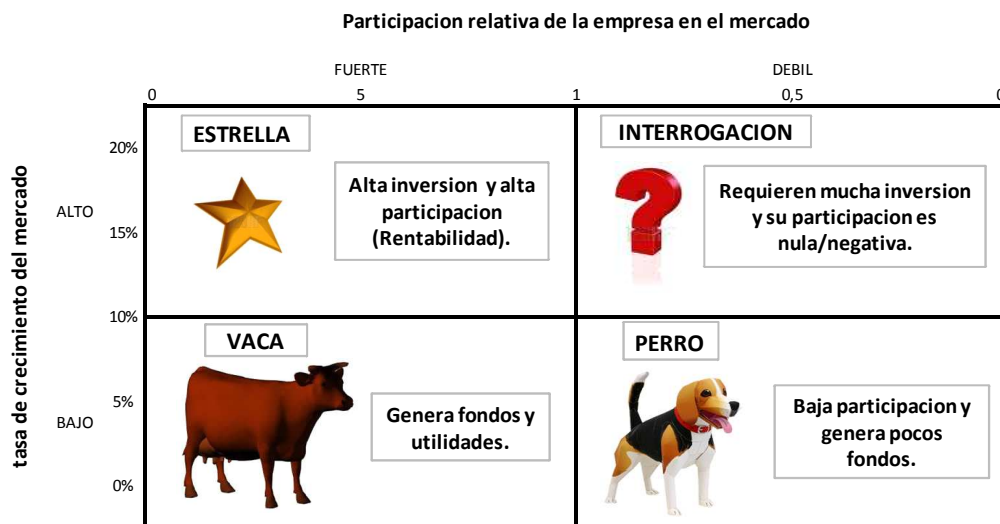 Participacion relativa de la empresa en el mercado
FUERTE
DEBIL
0
5
1
0,5
0
tasa de crecimiento del mercado
ALTO
BAJO
20%
15%
10%
5%
0%
ESTRELLA
Alta inversion y alta
participacion
(Rentabilidad).
INTERROGACION
Requieren mucha inversion
y su participacion es
nula/negativa.
VACA
Genera fondos y
utilidades.
PERRO
Baja participacion y
genera pocos
fondos.